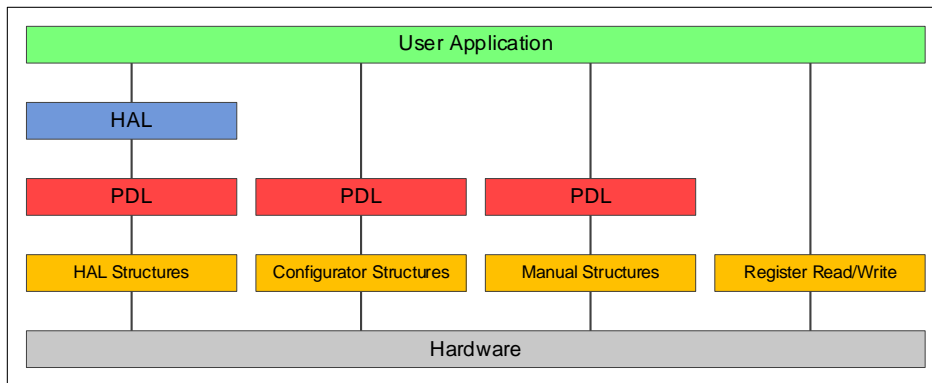 User Application
HAL
PDL
PDL
PDL
HAL Structures
Configurator Structures
Manual Structures
Register Read/Write
Hardware